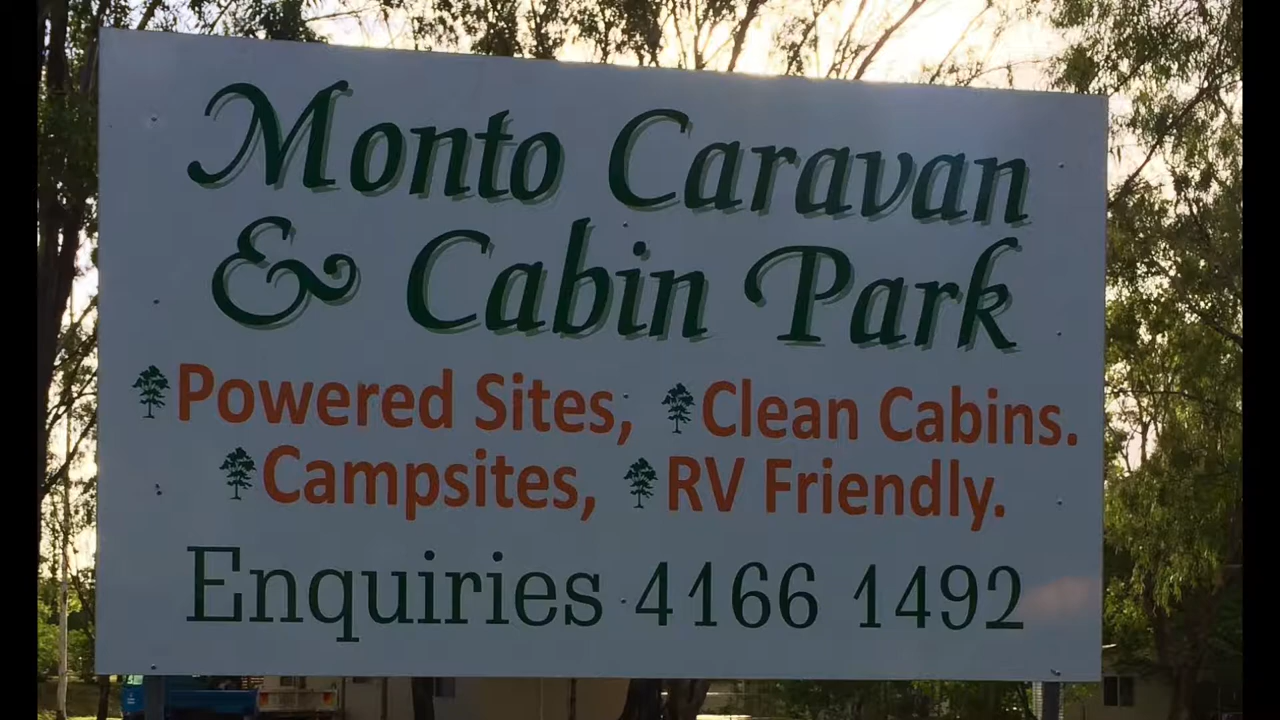 Monto Caravan
& Cabin Park
Powered Sites, Clean Cabins.
Campsites, RV Friendly.
Enquiries 4166 1492